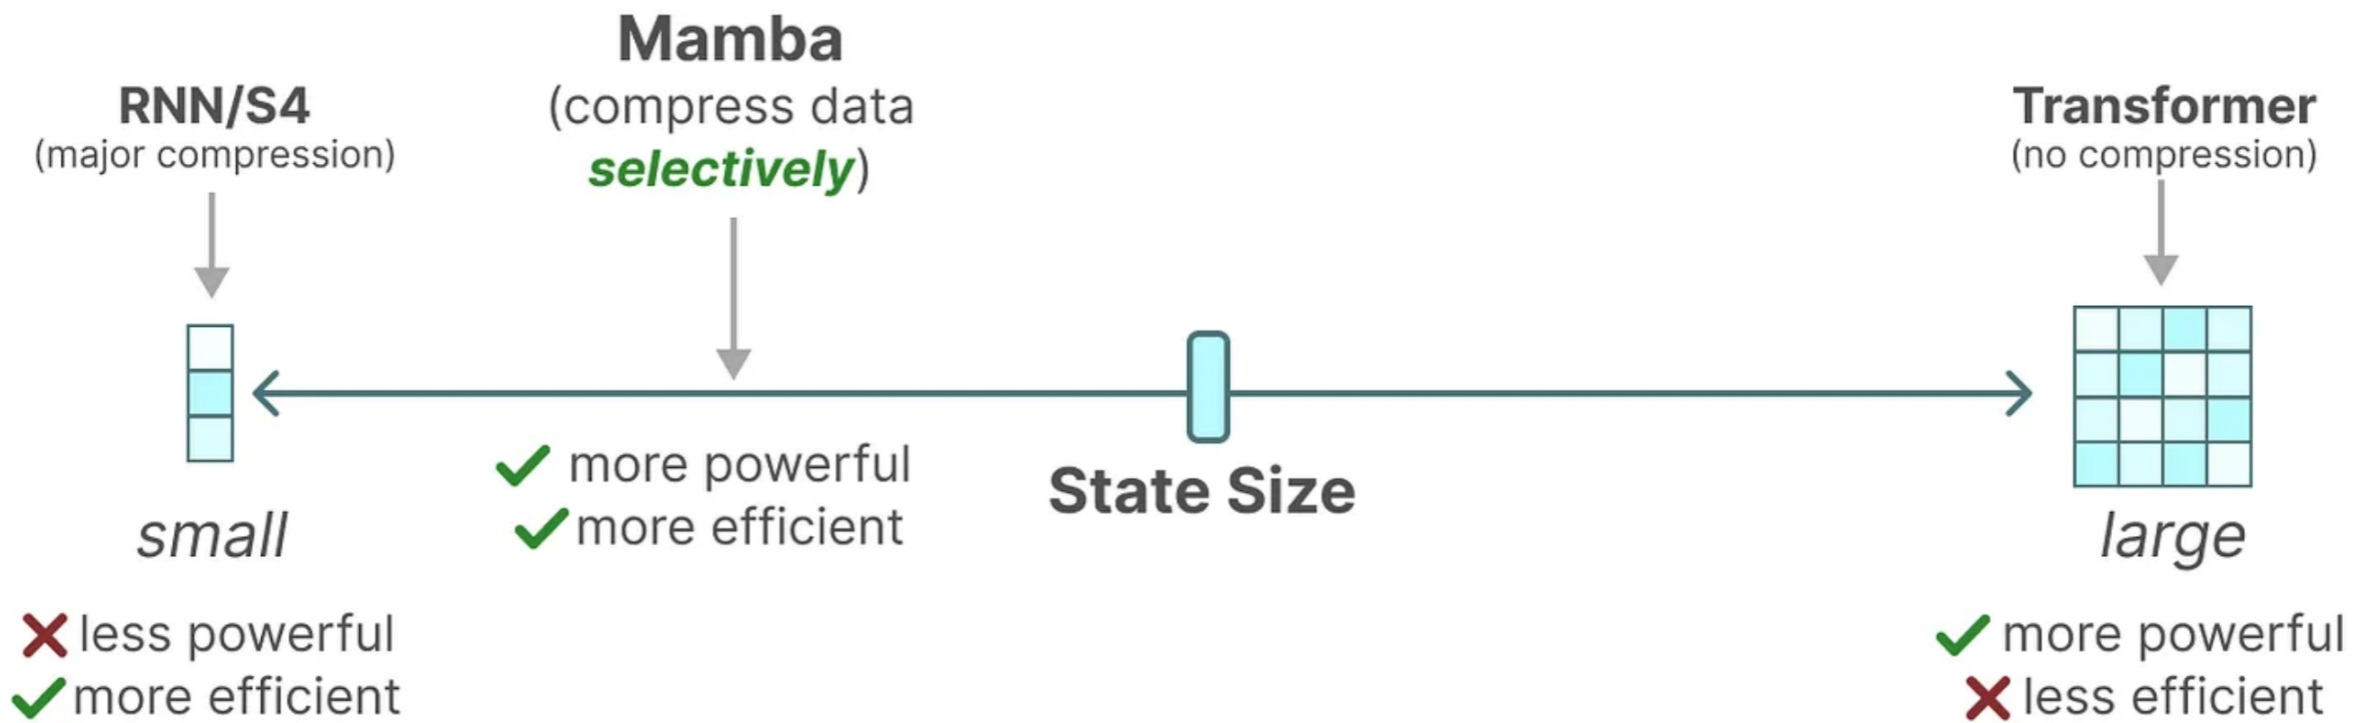 RNN/S4
(major compression)
Mamba
(compress data
selectively)
Transformer
(no compression)
more powerful
more efficient
State Size
small
less powerful
more efficient
large
more powerful
less efficient